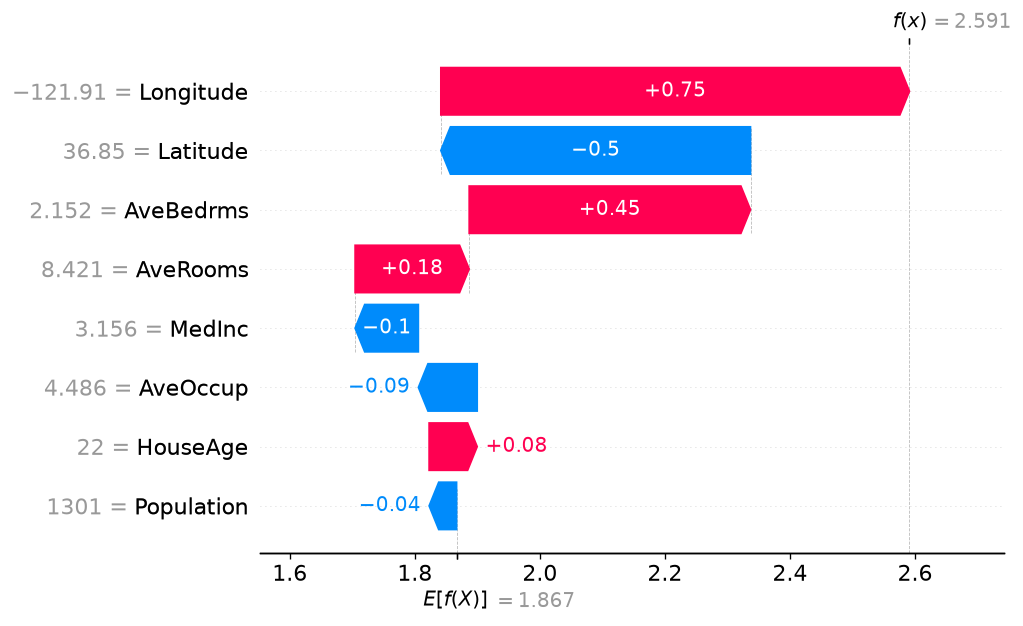 f(x) = 2.591
−121.91 = Longitude
+0.75
36.85 = Latitude
−0.5
2.152 = AveBedrms
+0.45
8.421 = AveRooms
+0.18
3.156 = MedInc
−0.1
4.486 = AveOccup
−0.09
22 = HouseAge
+0.08
1301 = Population
−0.04
1.6 1.8 2.0 2.2 2.4 2.6
E[f(X)] = 1.867